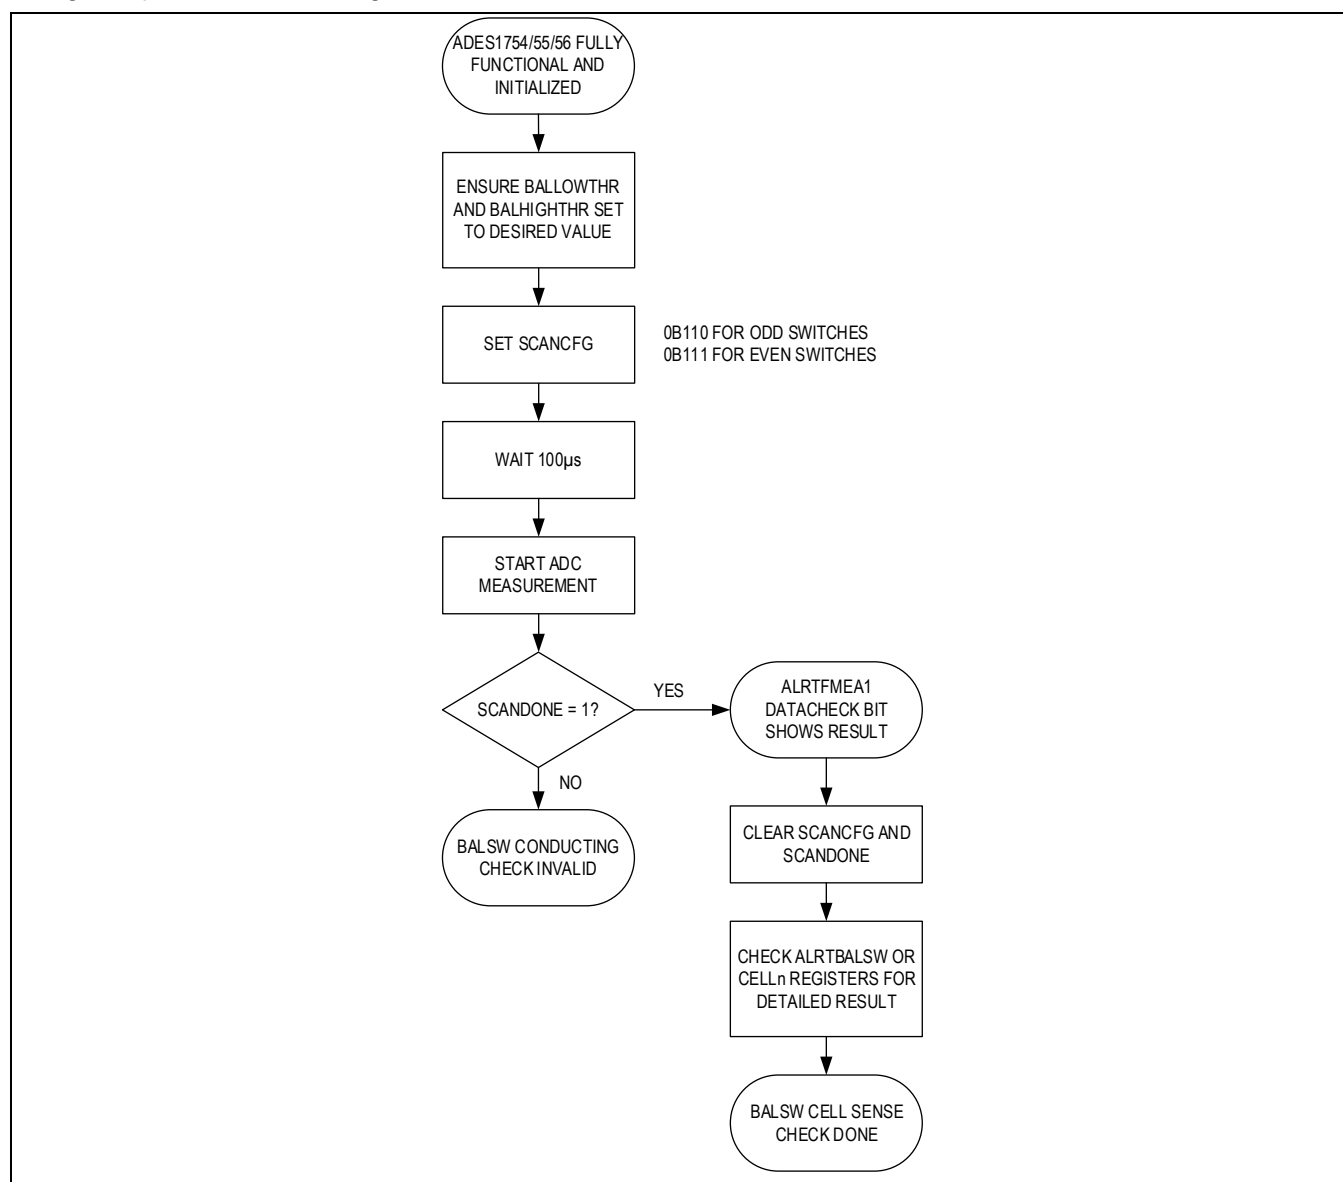 ADES1754/55/56 FULLY
FUNCTIONAL AND
INITIALIZED
ENSURE BALLOWTHR
AND BALHIGHTHR SET
TO DESIRED VALUE
SET SCANCFG
0B110 FOR ODD SWITCHES
0B111 FOR EVEN SWITCHES
WAIT 100µs
START ADC
MEASUREMENT
SCANDONE = 1?
YES
ALRTFMEA1
DATACHECK BIT
SHOWS RESULT
NO
BALSW CONDUCTING
CHECK INVALID
CLEAR SCANCFG AND
SCANDONE
CHECK ALRTBALSW OR
CELLn REGISTERS FOR
DETAILED RESULT
BALSW CELL SENSE
CHECK DONE